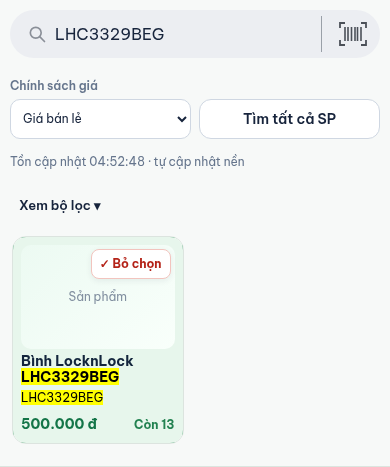 LHC3329BEG
Chính sách giá
Giá bán lẻ
Tìm tất cả SP
Tồn cập nhật 04:52:48 · tự cập nhật nền
Xem bộ lọc ▾
✓ Bỏ chọn
Sản phẩm
Bình LocknLock
LHC3329BEG
LHC3329BEG
500.000 đ
Còn 13